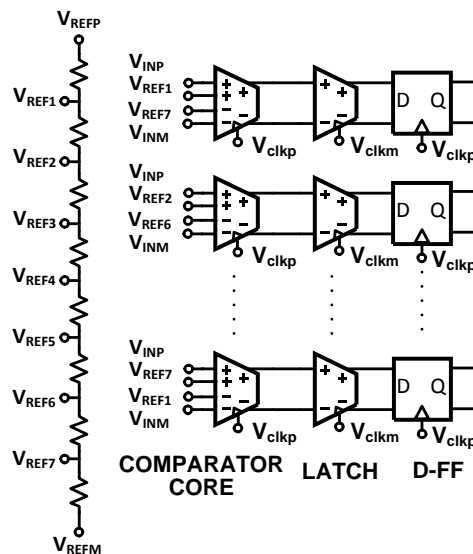 VREFP
VREF1
VREF2
VREF3
VREF4
VREF5
VREF6
VREF7
VREFM
VINP
VREF1
VREF7
VINM
+
+
−
−
+
−
Vclkp
+
−
Vclkm
D Q
Vclkp
VINP
VREF2
VREF6
VINM
+
+
−
−
+
−
Vclkp
+
−
Vclkm
D Q
Vclkp
VINP
VREF7
VREF1
VINM
+
+
−
−
+
−
Vclkp
+
−
Vclkm
D Q
Vclkp
COMPARATOR
CORE
LATCH
D-FF